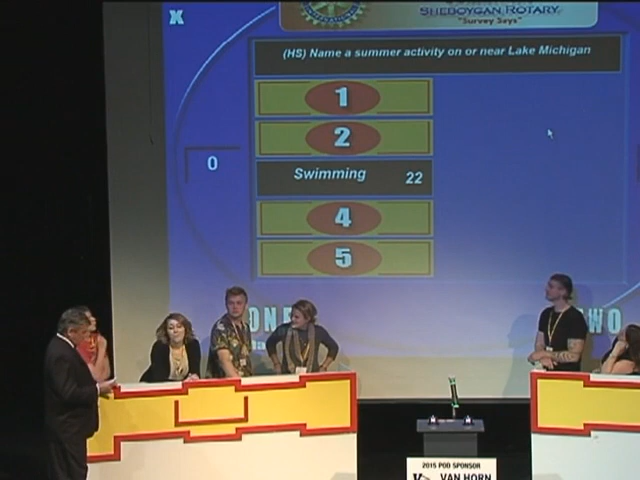 X
SHEBOYGAN ROTARY
"Survey Says"
(HS) Name a summer activity on or near Lake Michigan
1
2
0
Swimming 22
4
5
ONE
TWO
2015 POD SPONSOR
VAN HORN